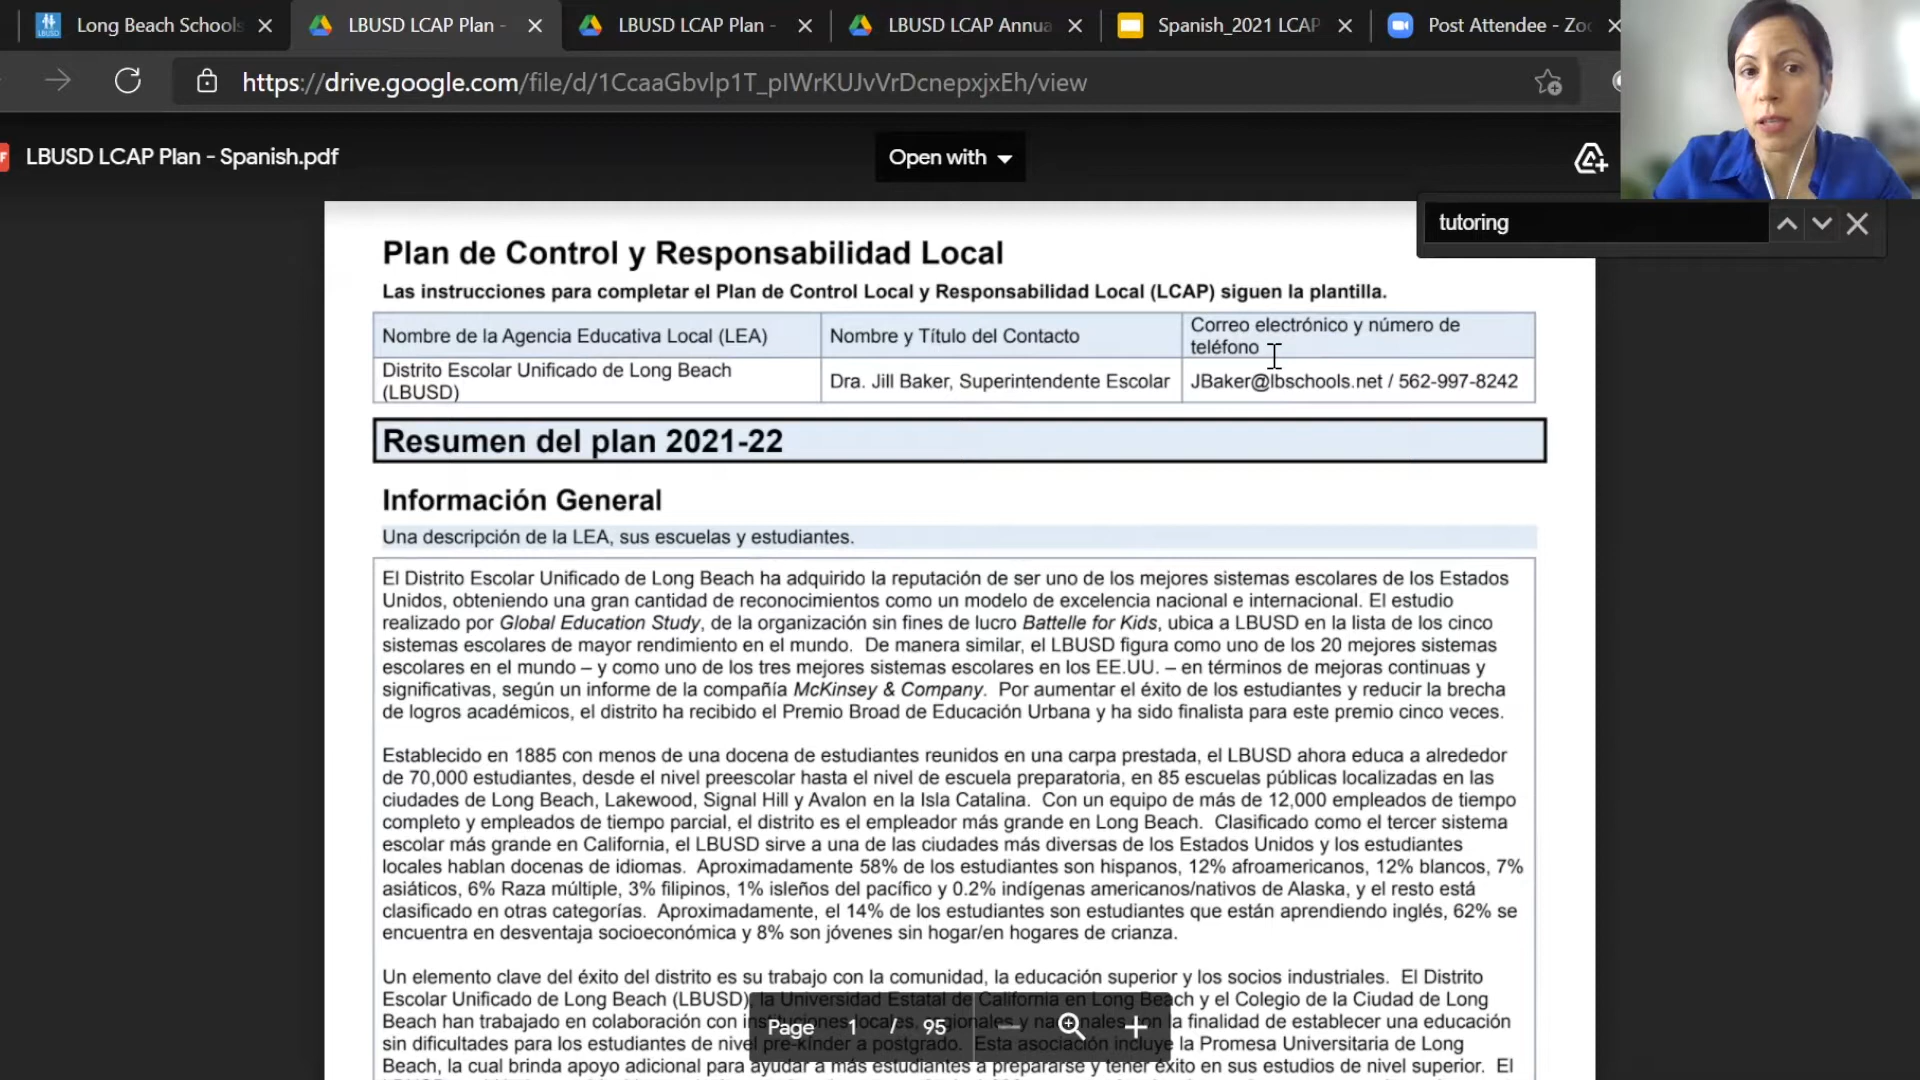 Long Beach Schools
LBUSD LCAP Plan -
LBUSD LCAP Plan -
LBUSD LCAP Annua
Spanish_2021 LCAP
Post Attendee - Zoo
https://drive.google.com/file/d/1CcaaGbvlp1T_plWrKUJvVrDcnepxjxEh/view
LBUSD LCAP Plan - Spanish.pdf
Open with
tutoring
Plan de Control y Responsabilidad Local
Las instrucciones para completar el Plan de Control Local y Responsabilidad Local (LCAP) siguen la plantilla.
Nombre de la Agencia Educativa Local (LEA)
Nombre y Título del Contacto
Correo electrónico y número de
teléfono
Distrito Escolar Unificado de Long Beach
(LBUSD)
Dra. Jill Baker, Superintendente Escolar
JBaker@lbschools.net / 562-997-8242
Resumen del plan 2021-22
Información General
Una descripción de la LEA, sus escuelas y estudiantes.
El Distrito Escolar Unificado de Long Beach ha adquirido la reputación de ser uno de los mejores sistemas escolares de los Estados
Unidos, obteniendo una gran cantidad de reconocimientos como un modelo de excelencia nacional e internacional. El estudio
realizado por Global Education Study, de la organización sin fines de lucro Battelle for Kids, ubica a LBUSD en la lista de los cinco
sistemas escolares de mayor rendimiento en el mundo. De manera similar, el LBUSD figura como uno de los 20 mejores sistemas
escolares en el mundo – y como uno de los tres mejores sistemas escolares en los EE.UU. – en términos de mejoras continuas y
significativas, según un informe de la compañía McKinsey & Company. Por aumentar el éxito de los estudiantes y reducir la brecha
de logros académicos, el distrito ha recibido el Premio Broad de Educación Urbana y ha sido finalista para este premio cinco veces.
Establecido en 1885 con menos de una docena de estudiantes reunidos en una carpa prestada, el LBUSD ahora educa a alrededor
de 70,000 estudiantes, desde el nivel preescolar hasta el nivel de escuela preparatoria, en 85 escuelas públicas localizadas en las
ciudades de Long Beach, Lakewood, Signal Hill y Avalon en la Isla Catalina. Con un equipo de más de 12,000 empleados de tiempo
completo y empleados de tiempo parcial, el distrito es el empleador más grande en Long Beach. Clasificado como el tercer sistema
escolar más grande en California, el LBUSD sirve a una de las ciudades más diversas de los Estados Unidos y los estudiantes
locales hablan docenas de idiomas. Aproximadamente 58% de los estudiantes son hispanos, 12% afroamericanos, 12% blancos, 7%
asiáticos, 6% Raza múltiple, 3% filipinos, 1% isleños del pacífico y 0.2% indígenas americanos/nativos de Alaska, y el resto está
clasificado en otras categorías. Aproximadamente, el 14% de los estudiantes son estudiantes que están aprendiendo inglés, 62% se
encuentra en desventaja socioeconómica y 8% son jóvenes sin hogar/en hogares de crianza.
Un elemento clave del éxito del distrito es su trabajo con la comunidad, la educación superior y los socios industriales. El Distrito
Escolar Unificado de Long Beach (LBUSD), la Universidad Estatal de California en Long Beach y el Colegio de la Ciudad de Long
Beach han trabajado en colaboración con instituciones locales, regionales y nacionales con la finalidad de establecer una educación
sin dificultades para los estudiantes de nivel pre-kínder a postgrado. Esta asociación incluye la Promesa Universitaria de Long
Beach, la cual brinda apoyo adicional para ayudar a más estudiantes a prepararse y tener éxito en sus estudios de nivel superior. El
Page 1 / 95